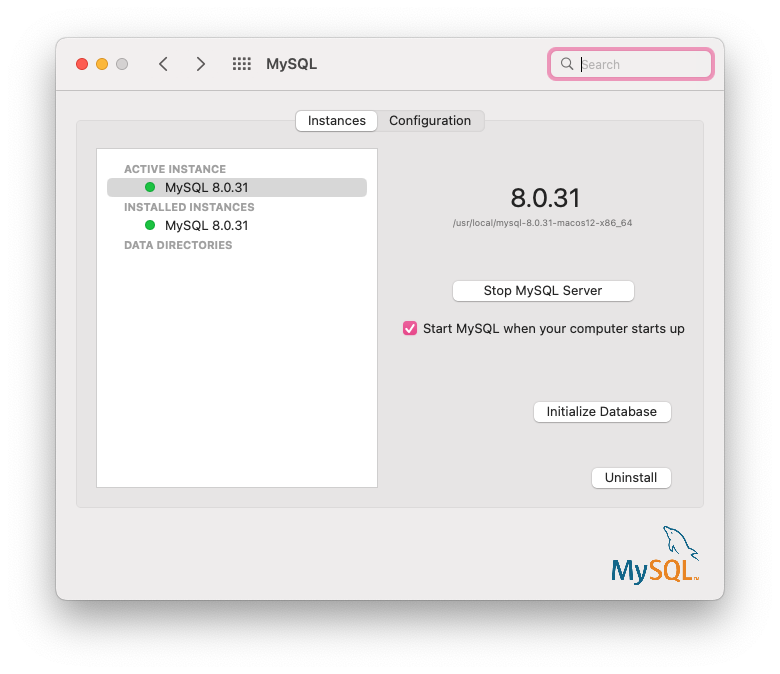 MySQL
Search
Instances
Configuration
ACTIVE INSTANCE
MySQL 8.0.31
INSTALLED INSTANCES
MySQL 8.0.31
DATA DIRECTORIES
8.0.31
/usr/local/mysql-8.0.31-macos12-x86_64
Stop MySQL Server
Start MySQL when your computer starts up
Initialize Database
Uninstall
MySQL™